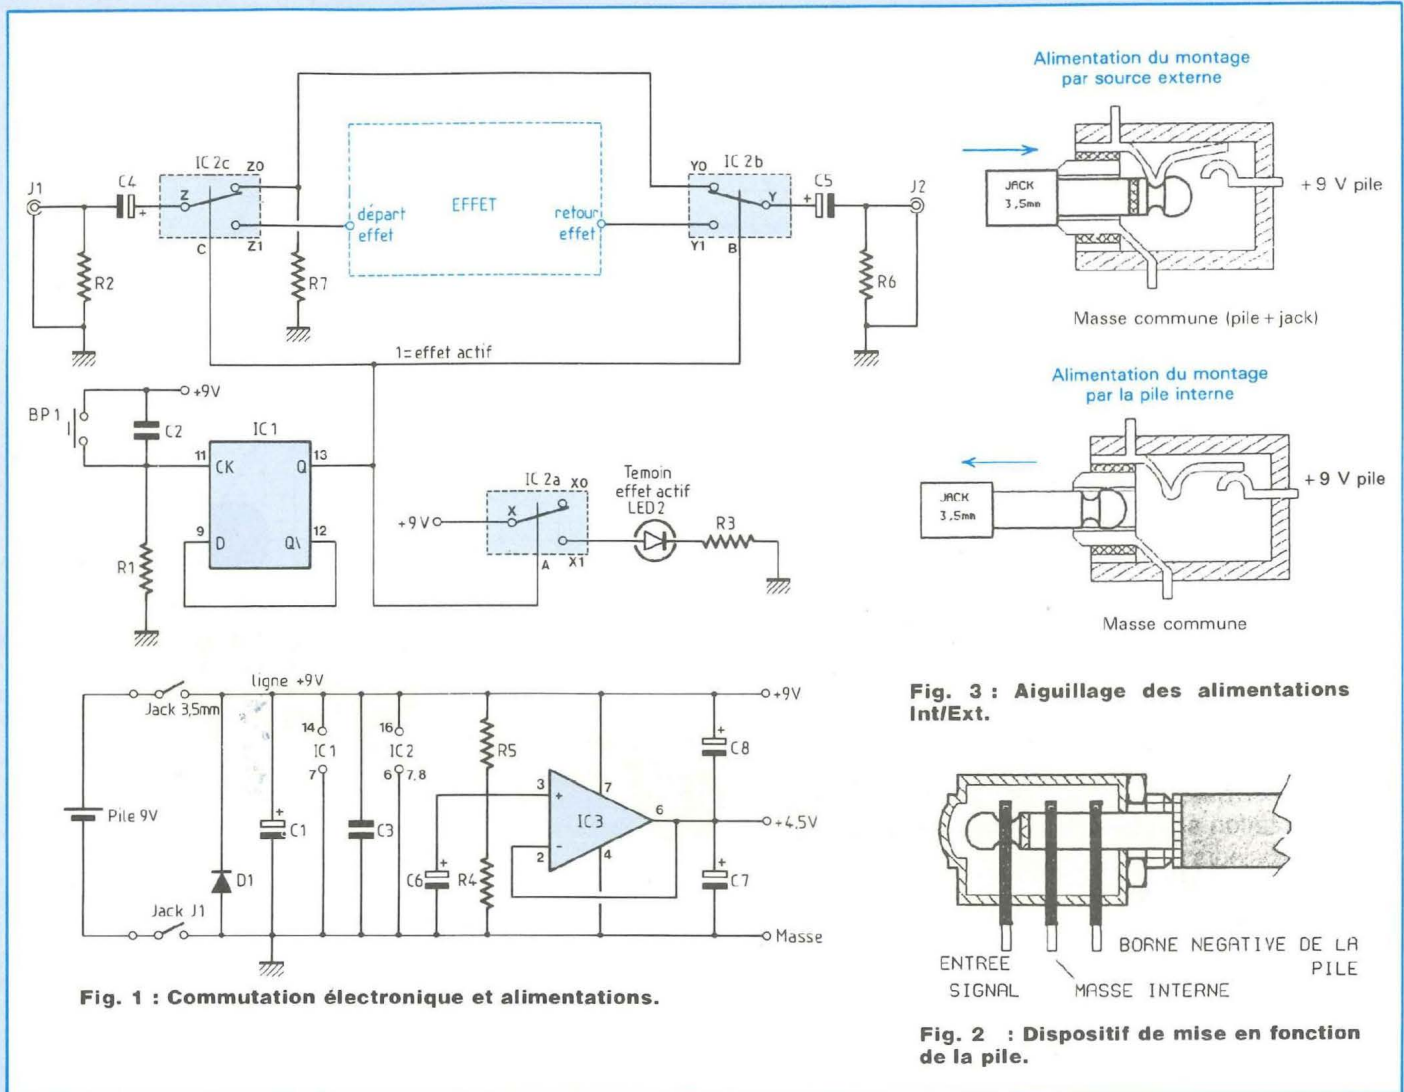 J1
C4
+
IC 2c
Z0
Z
C
Z1
R2
R7
départ
effet
EFFET
retour
effet
Y0
IC 2b
Y
Y1
B
+
C5
J2
R6
1=effet actif
BP1
+9V
C2
IC1
11
CK
Q
13
9
D
Q\
12
R1
+9V
IC 2a
X0
X
X1
A
Temoin
effet actif
LED2
R3
ligne +9V
Jack 3,5mm
Pile 9V
Jack J1
D1
+
C1
14
IC1
7
C3
16
IC2
6
7,8
+
C6
R5
R4
3
+
2
-
IC3
7
4
6
+
C8
+
C7
+9V
+4.5V
Masse
Fig. 1 : Commutation électronique et alimentations.
Alimentation du montage
par source externe
JACK
3,5mm
+9 V pile
Masse commune (pile + jack)
Alimentation du montage
par la pile interne
JACK
3,5mm
+9 V pile
Masse commune
Fig. 3 : Aiguillage des alimentations
Int/Ext.
ENTREE
SIGNAL
MASSE INTERNE
BORNE NEGATIVE DE LA
PILE
Fig. 2 : Dispositif de mise en fonction
de la pile.